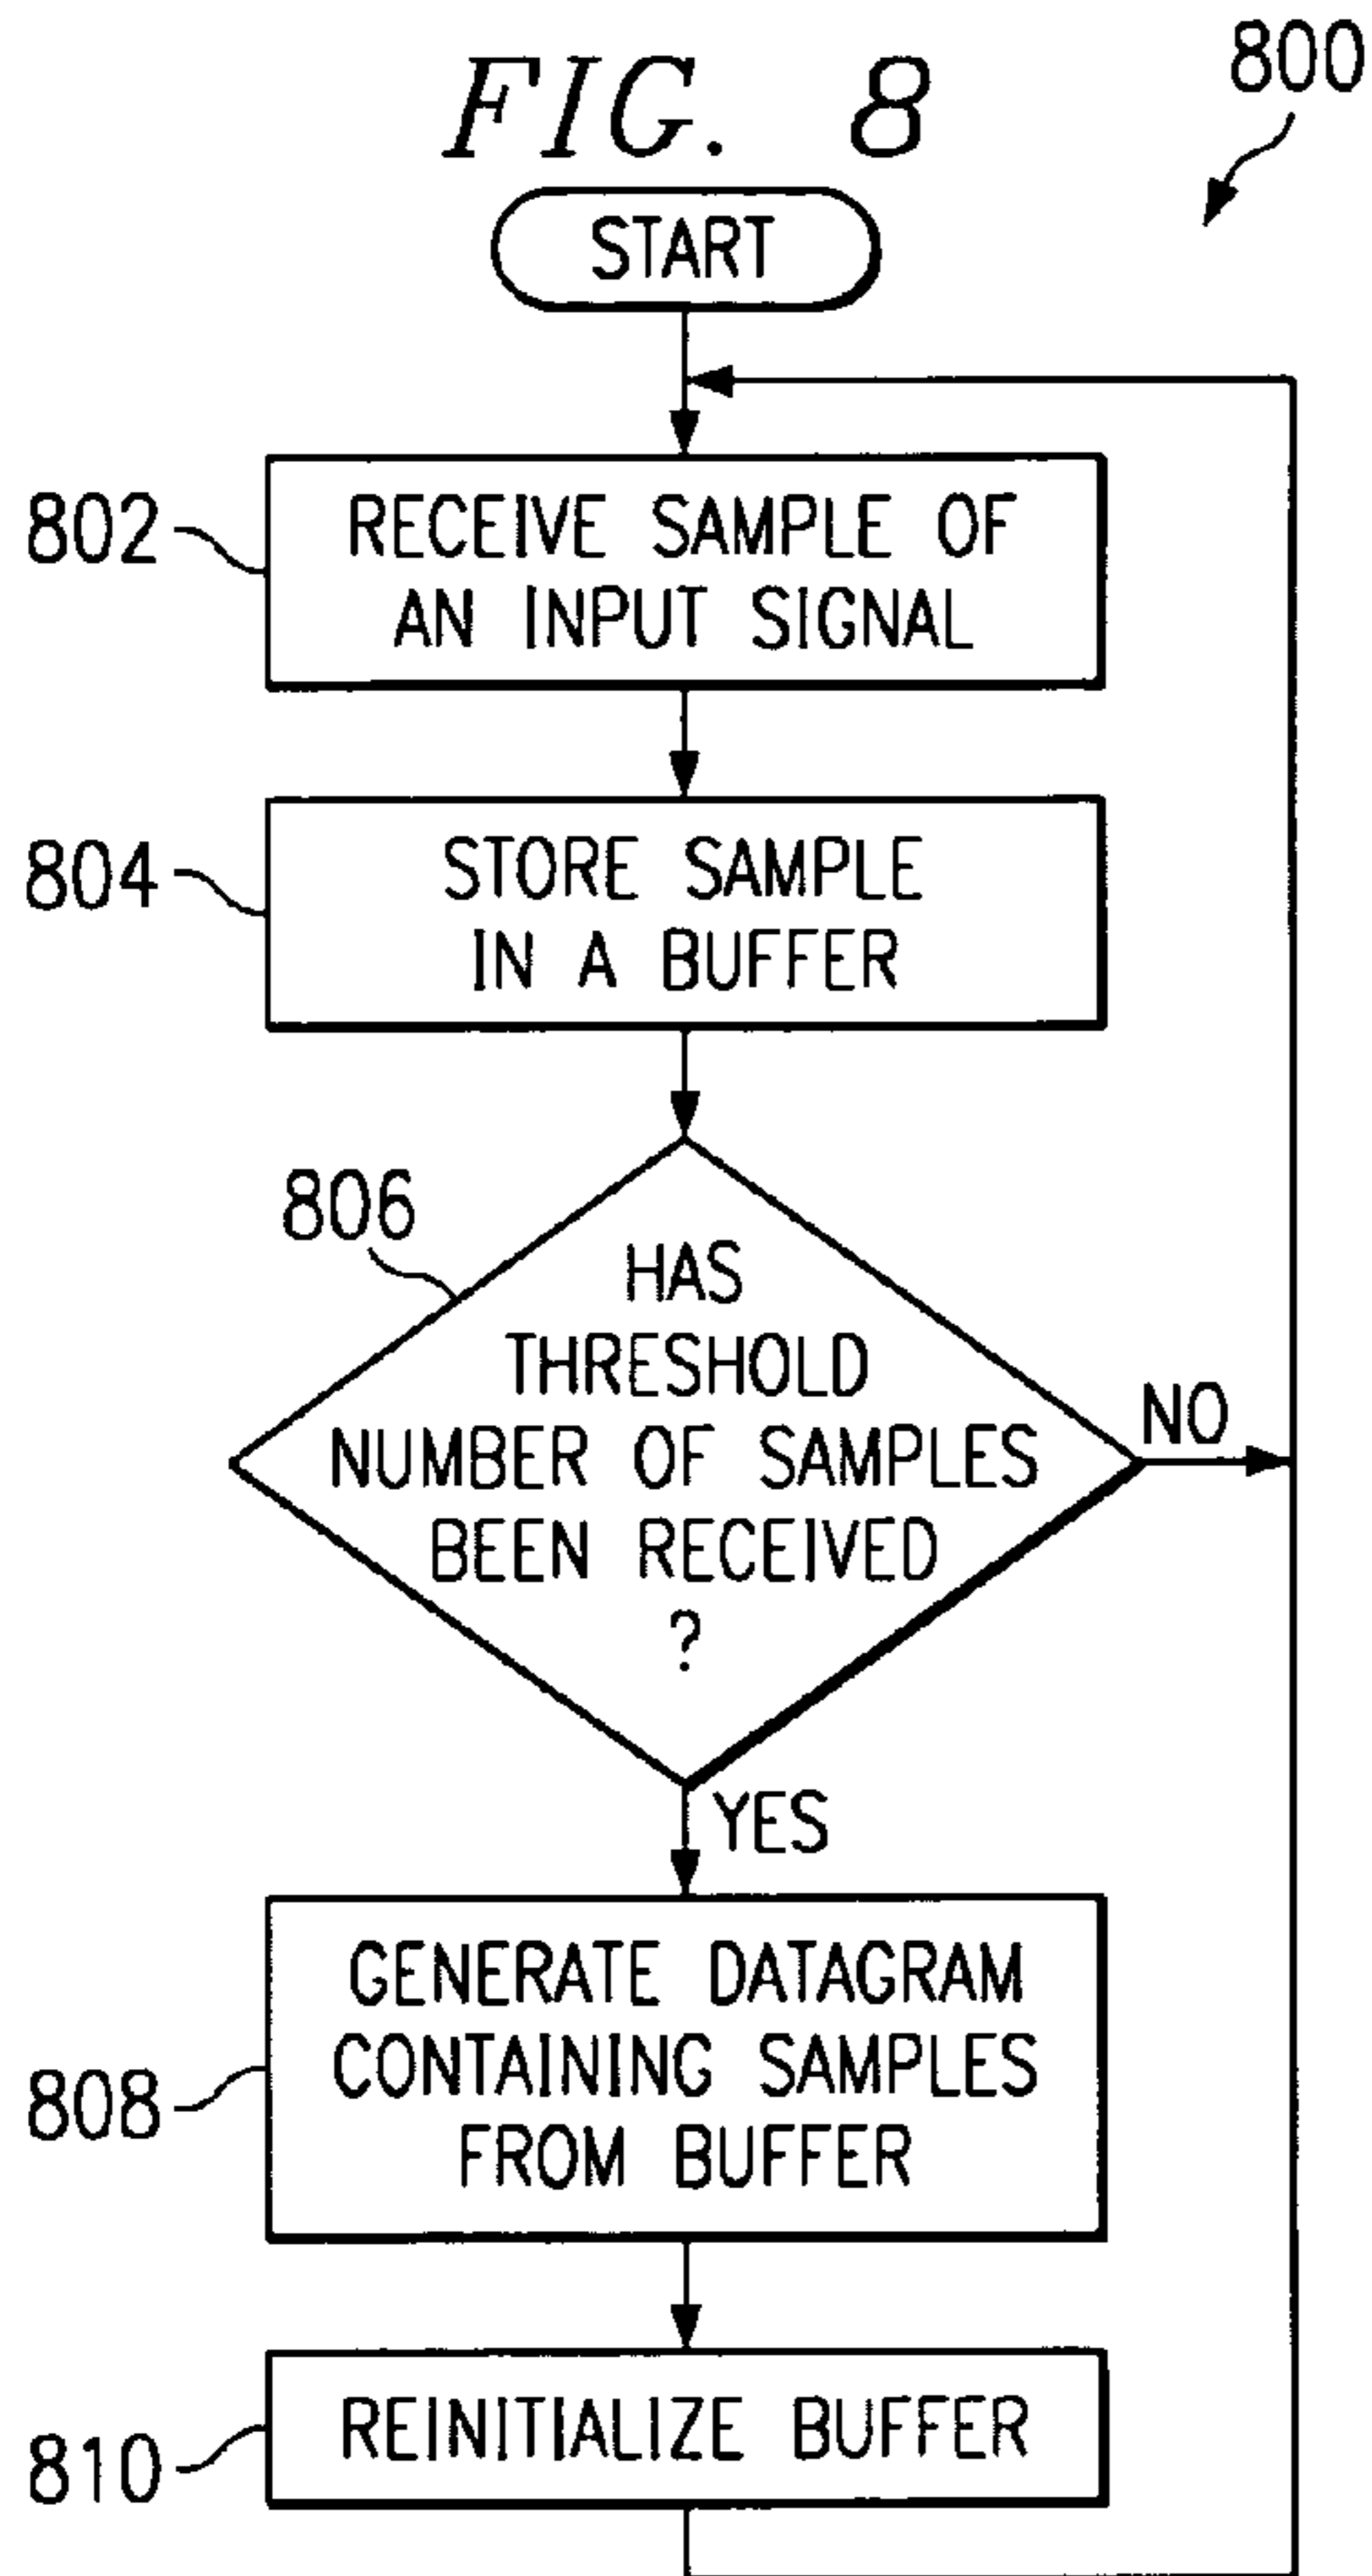 FIG. 8
800
START
802
RECEIVE SAMPLE OF
AN INPUT SIGNAL
804
STORE SAMPLE
IN A BUFFER
806
HAS
THRESHOLD
NUMBER OF SAMPLES
BEEN RECEIVED
?
NO
YES
808
GENERATE DATAGRAM
CONTAINING SAMPLES
FROM BUFFER
810
REINITIALIZE BUFFER